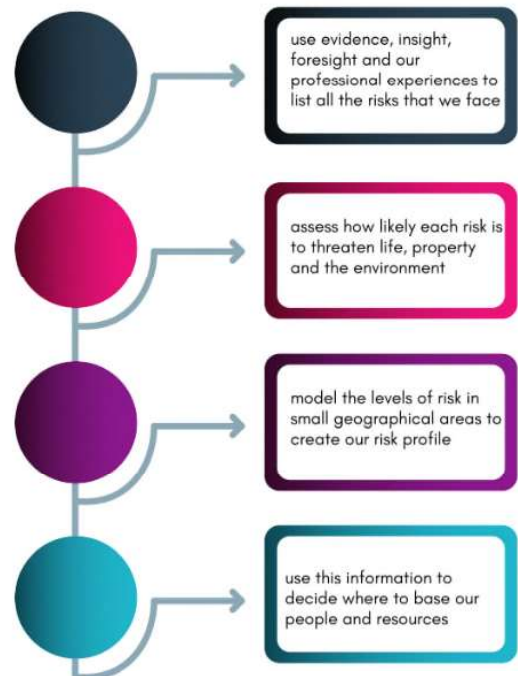 use evidence, insight,
foresight and our
professional experiences to
list all the risks that we face
assess how likely each risk is
to threaten life, property
and the environment
model the levels of risk in
small geographical areas to
create our risk profile
use this information to
decide where to base our
people and resources